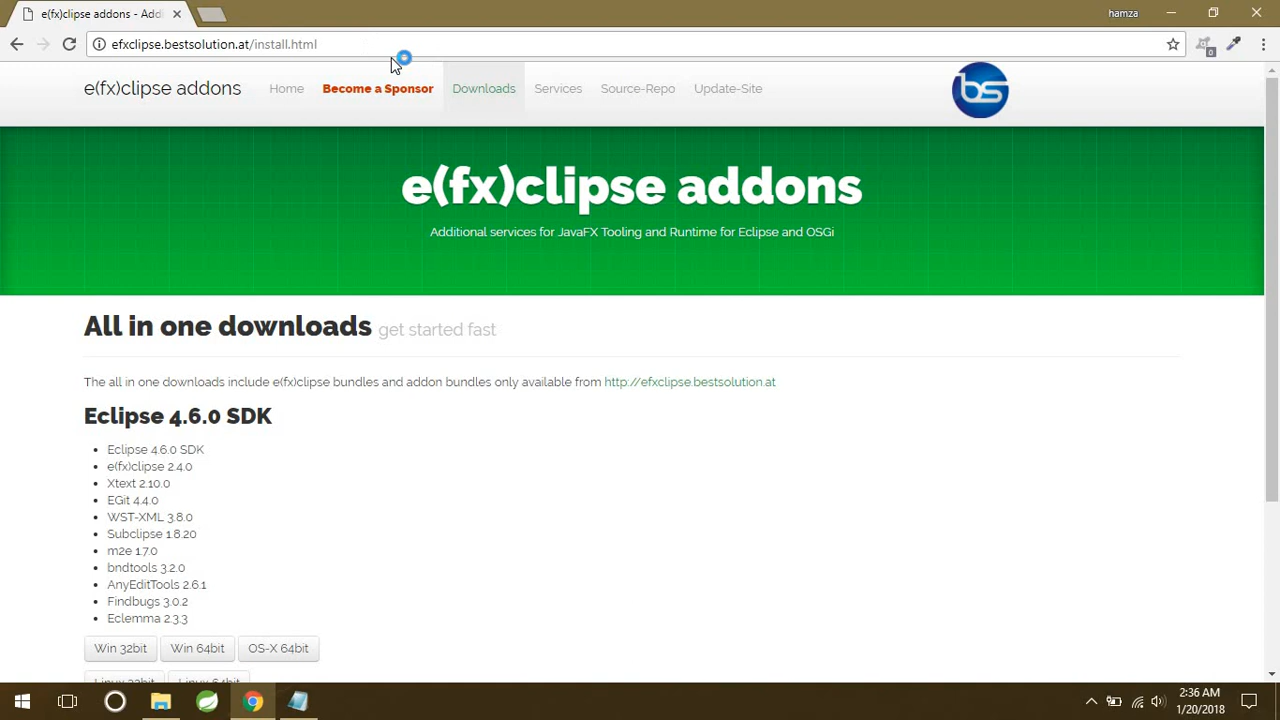 e(fx)clipse addons - Addi
hamza
efxclipse.bestsolution.at/install.html
0
e(fx)clipse addons Home Become a Sponsor Downloads Services Source-Repo Update-Site
bs
e(fx)clipse addons
Additional services for JavaFX Tooling and Runtime for Eclipse and OSGi
All in one downloads get started fast
The all in one downloads include e(fx)clipse bundles and addon bundles only available from http://efxclipse.bestsolution.at
Eclipse 4.6.0 SDK
Eclipse 4.6.0 SDK
e(fx)clipse 2.4.0
Xtext 2.10.0
EGit 4.4.0
WST-XML 3.8.0
Subclipse 1.8.20
m2e 1.7.0
bndtools 3.2.0
AnyEditTools 2.6.1
Findbugs 3.0.2
Eclemma 2.3.3
Win 32bit Win 64bit OS-X 64bit
Linux 32bit Linux 64bit
2:36 AM
1/20/2018